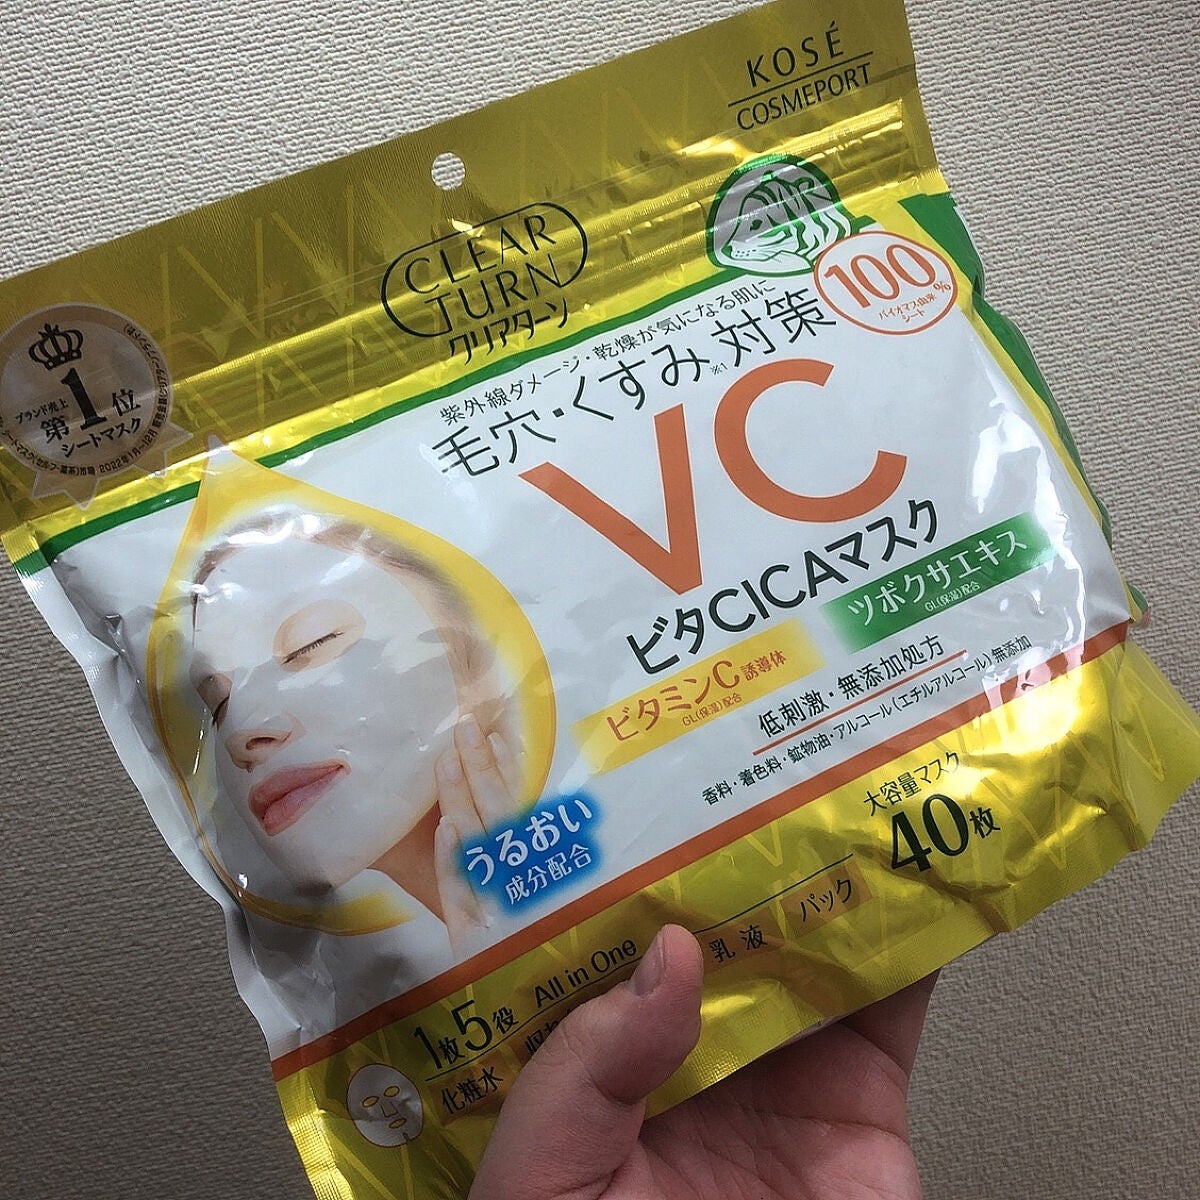 KOSÉ
COSMEPORT
CLEAR
TURN
クリアターン
100%
バイオマス由来
シート
ブランド売上
第1位
シートマスク
紫外線ダメージ・乾燥が気になる肌に
毛穴・くすみ※1対策
VC
ビタCICAマスク
ビタミンC誘導体
GL(保湿)配合
ツボクサエキス
GL(保湿)配合
低刺激・無添加処方
香料・着色料・鉱物油・アルコール(エチルアルコール)無添加
うるおい
成分配合
大容量マスク
40枚
1枚5役 All in One
化粧水
乳液
パック